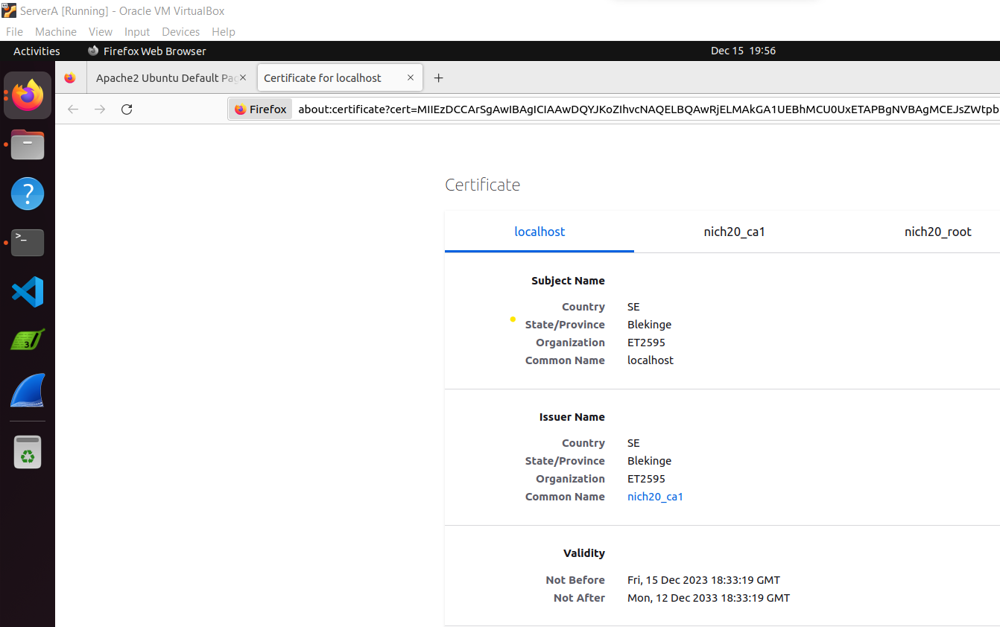 ServerA [Running] - Oracle VM VirtualBox
File Machine View Input Devices Help
Activities Firefox Web Browser Dec 15 19:56
Apache2 Ubuntu Default Pag Certificate for localhost
Firefox about:certificate?cert=MIIEzDCCArSgAwIBAgICIAAwDQYJKoZIhvcNAQELBQAwRjELMAkGA1UEBhMCU0UxETAPBgNVBAgMCEJsZWtpb
Certificate
localhost nich20_ca1 nich20_root
Subject Name
Country SE
State/Province Blekinge
Organization ET2595
Common Name localhost
Issuer Name
Country SE
State/Province Blekinge
Organization ET2595
Common Name nich20_ca1
Validity
Not Before Fri, 15 Dec 2023 18:33:19 GMT
Not After Mon, 12 Dec 2033 18:33:19 GMT